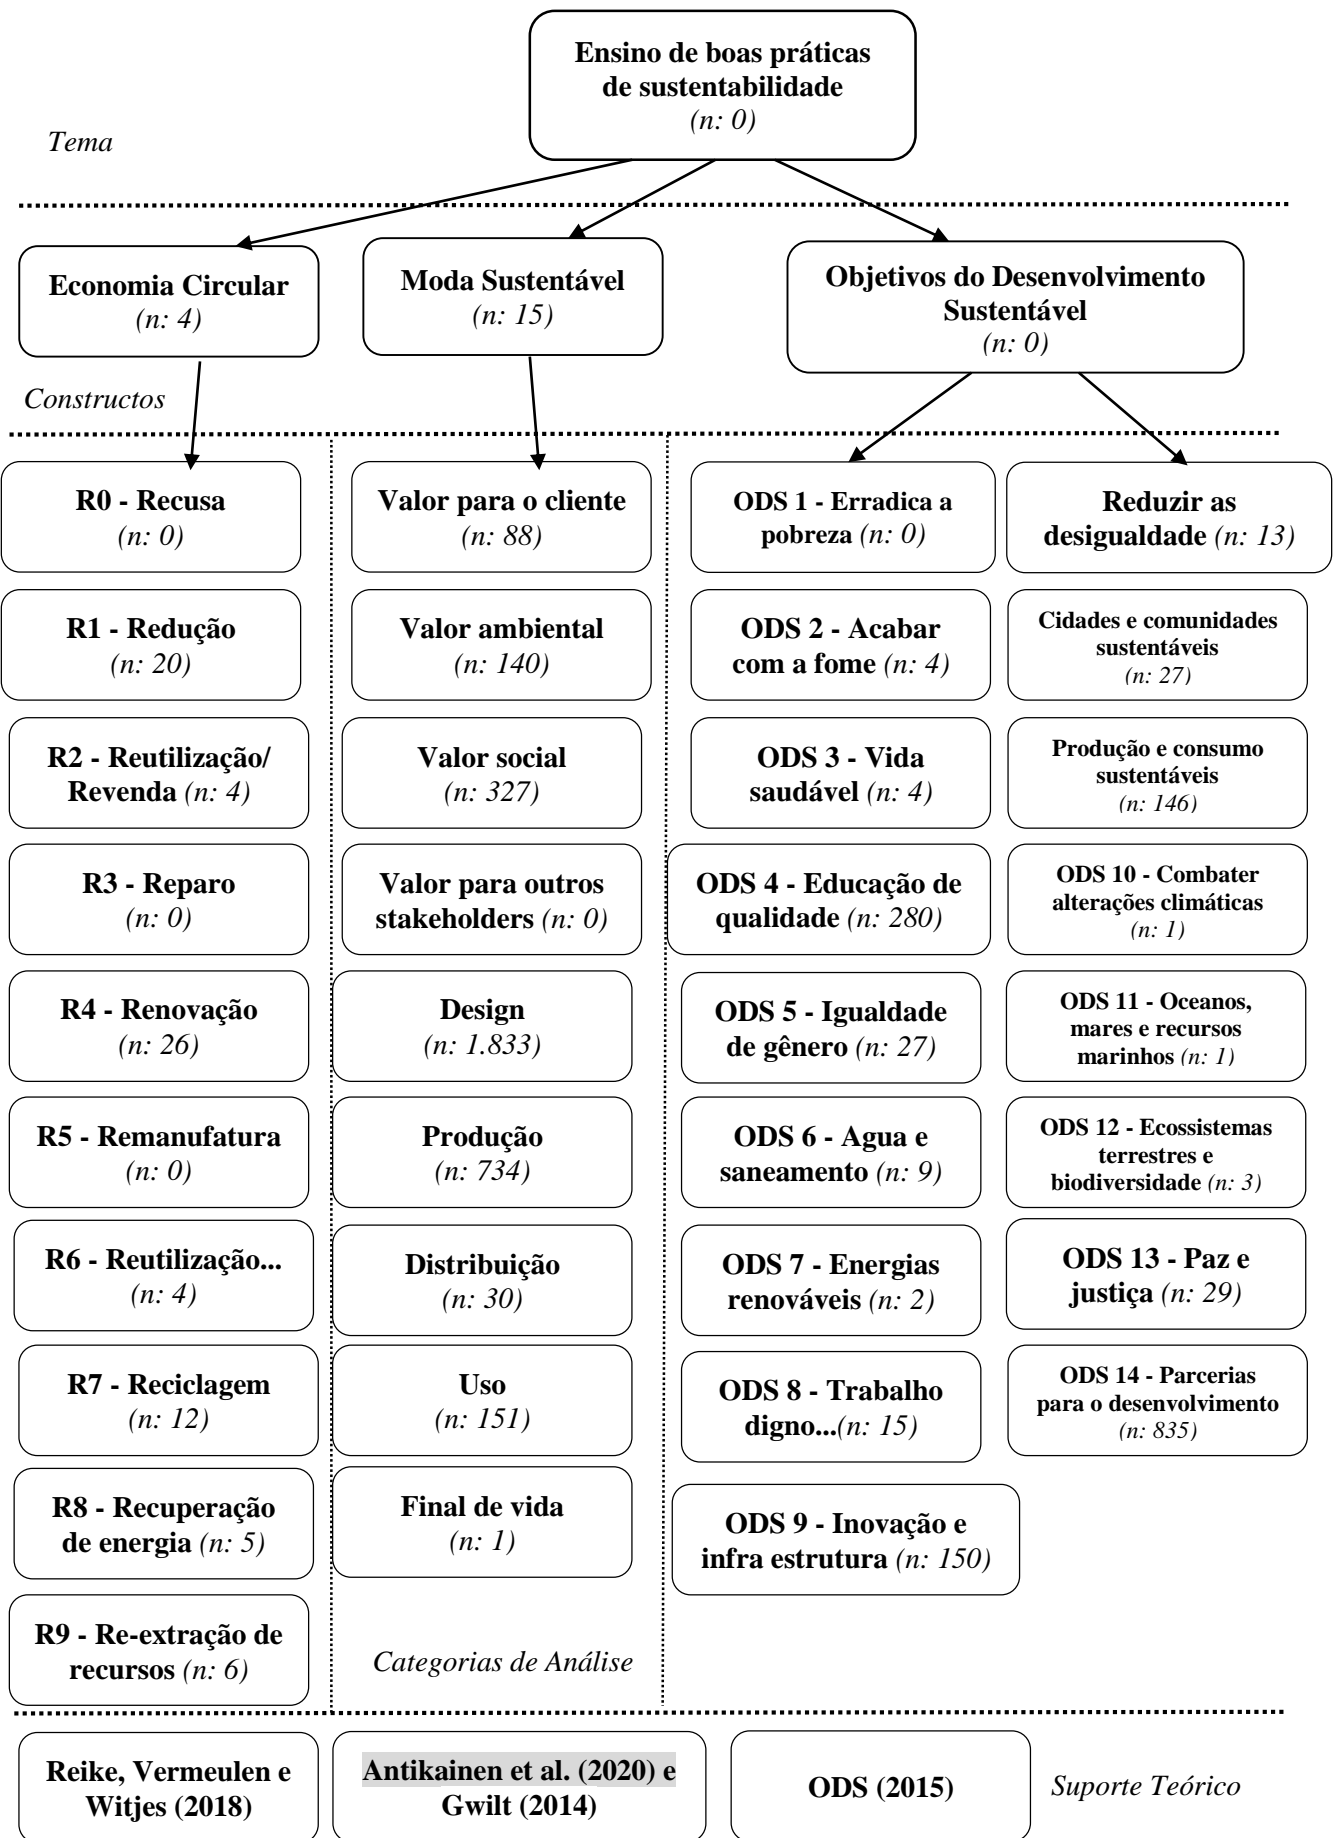 Ensino de boas práticas
de sustentabilidade
(n: 0)
Tema
Economia Circular
(n: 4)
Moda Sustentável
(n: 15)
Objetivos do Desenvolvimento
Sustentável
(n: 0)
Constructos
R0 - Recusa
(n: 0)
R1 - Redução
(n: 20)
R2 - Reutilização/
Revenda (n: 4)
R3 - Reparo
(n: 0)
R4 - Renovação
(n: 26)
R5 - Remanufatura
(n: 0)
R6 - Reutilização...
(n: 4)
R7 - Reciclagem
(n: 12)
R8 - Recuperação
de energia (n: 5)
R9 - Re-extração de
recursos (n: 6)
Valor para o cliente
(n: 88)
Valor ambiental
(n: 140)
Valor social
(n: 327)
Valor para outros
stakeholders (n: 0)
Design
(n: 1.833)
Produção
(n: 734)
Distribuição
(n: 30)
Uso
(n: 151)
Final de vida
(n: 1)
Categorias de Análise
ODS 1 - Erradica a
pobreza (n: 0)
ODS 2 - Acabar
com a fome (n: 4)
ODS 3 - Vida
saudável (n: 4)
ODS 4 - Educação de
qualidade (n: 280)
ODS 5 - Igualdade
de gênero (n: 27)
ODS 6 - Agua e
saneamento (n: 9)
ODS 7 - Energias
renováveis (n: 2)
ODS 8 - Trabalho
digno...(n: 15)
ODS 9 - Inovação e
infra estrutura (n: 150)
Reduzir as
desigualdade (n: 13)
Cidades e comunidades
sustentáveis
(n: 27)
Produção e consumo
sustentáveis
(n: 146)
ODS 10 - Combater
alterações climáticas
(n: 1)
ODS 11 - Oceanos,
mares e recursos
marinhos (n: 1)
ODS 12 - Ecossistemas
terrestres e
biodiversidade (n: 3)
ODS 13 - Paz e
justiça (n: 29)
ODS 14 - Parcerias
para o desenvolvimento
(n: 835)
Reike, Vermeulen e
Witjes (2018)
Antikainen et al. (2020) e
Gwilt (2014)
ODS (2015)
Suporte Teórico